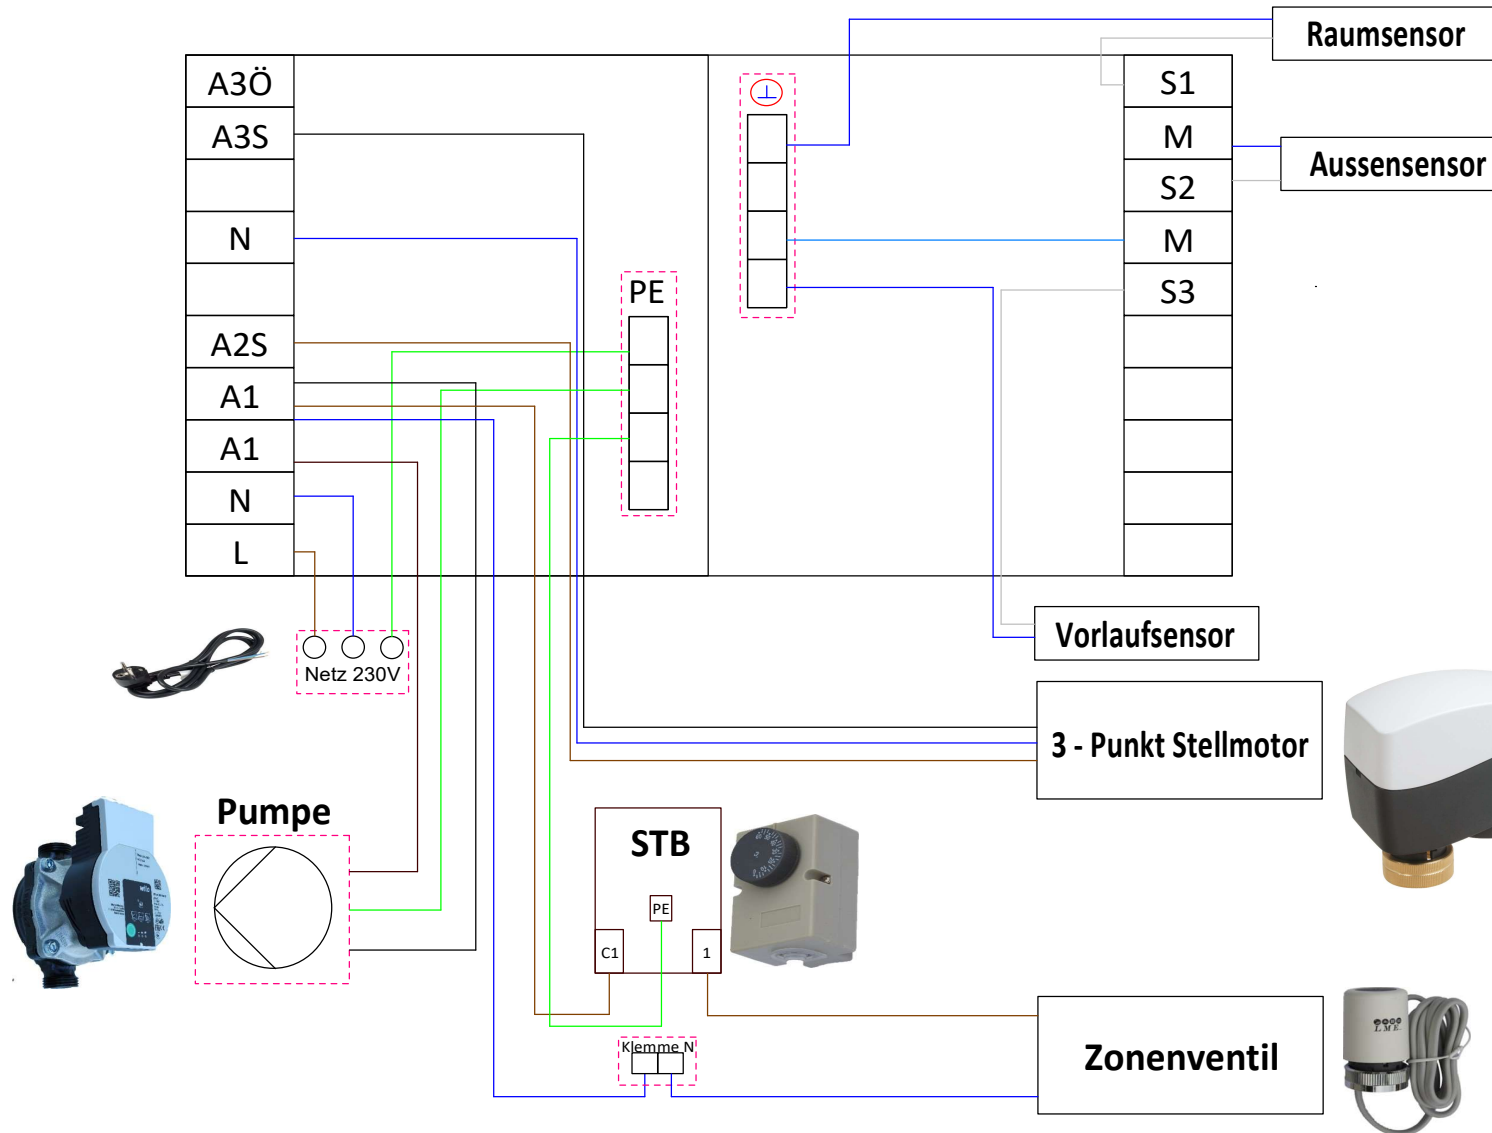 Raumsensor
A3Ö
S1
A3S
M
Aussensensor
S2
N
M
PE
S3
A2S
A1
A1
N
L
Vorlaufsensor
Netz 230V
3 - Punkt Stellmotor
Pumpe
STB
PE
C1
1
Klemme N
Zonenventil
LME